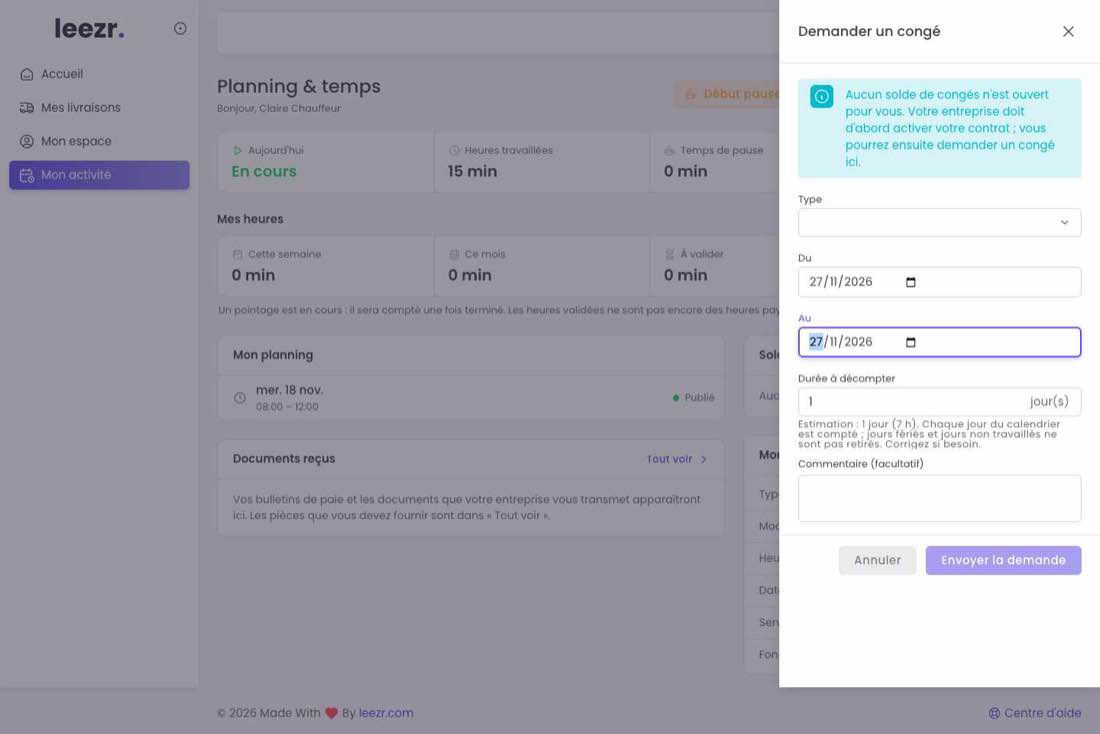 leezr.
Accueil
Mes livraisons
Mon espace
Mon activité
Planning & temps
Bonjour, Claire Chauffeur
Début pause
Aujourd'hui
En cours
Heures travaillées
15 min
Temps de pause
0 min
Mes heures
Cette semaine
0 min
Ce mois
0 min
À valider
0 min
Un pointage est en cours : il sera compté une fois terminé. Les heures validées ne sont pas encore des heures pay
Mon planning
mer. 18 nov.
08:00 – 12:00
Publié
Documents reçus
Tout voir
Vos bulletins de paie et les documents que votre entreprise vous transmet apparaîtront
ici. Les pièces que vous devez fournir sont dans « Tout voir ».
Demander un congé
Aucun solde de congés n'est ouvert
pour vous. Votre entreprise doit
d'abord activer votre contrat ; vous
pourrez ensuite demander un congé
ici.
Type
Du
27/11/2026
Au
27/11/2026
Durée à décompter
1 jour(s)
Estimation : 1 jour (7 h). Chaque jour du calendrier
est compté ; jours fériés et jours non travaillés ne
sont pas retirés. Corrigez si besoin.
Commentaire (facultatif)
Annuler
Envoyer la demande
© 2026 Made With ❤️ By leezr.com
Centre d'aide